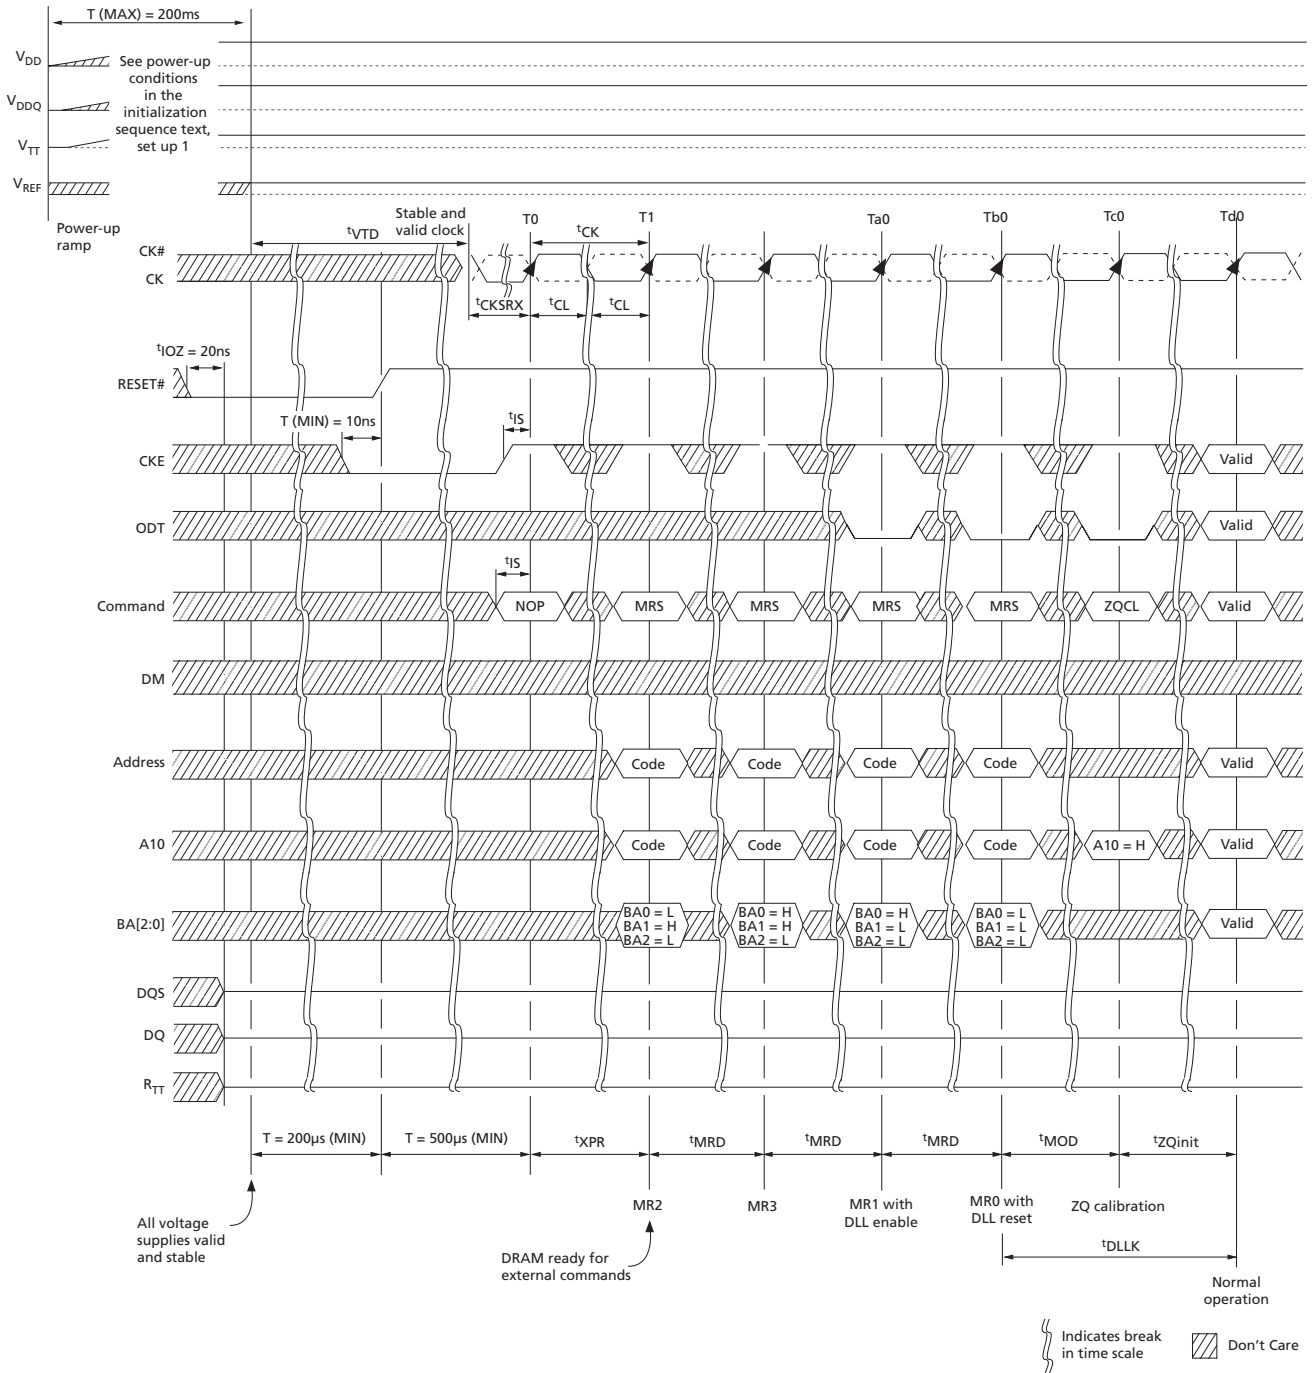 T (MAX) = 200ms
VDD
See power-up
conditions
in the
initialization
sequence text,
set up 1
VDDQ
VTT
VREF
Power-up
ramp
Stable and
valid clock
T0
T1
Ta0
Tb0
Tc0
Td0
tVTD
tCK
CK#
CK
tCKSRX
tCL
tCL
tIOZ = 20ns
RESET#
T (MIN) = 10ns
tIS
CKE
Valid
ODT
Valid
tIS
Command
NOP
MRS
MRS
MRS
MRS
ZQCL
Valid
DM
Address
Code
Code
Code
Code
Valid
A10
Code
Code
Code
Code
A10 = H
Valid
BA[2:0]
BA0 = L
BA1 = H
BA2 = L
BA0 = H
BA1 = H
BA2 = L
BA0 = H
BA1 = L
BA2 = L
BA0 = L
BA1 = L
BA2 = L
Valid
DQS
DQ
RTT
T = 200µs (MIN)
T = 500µs (MIN)
tXPR
tMRD
tMRD
tMRD
tMOD
tZQinit
MR2
MR3
MR1 with
DLL enable
MR0 with
DLL reset
ZQ calibration
All voltage
supplies valid
and stable
DRAM ready for
external commands
tDLLK
Normal
operation
Indicates break
in time scale
Don't Care